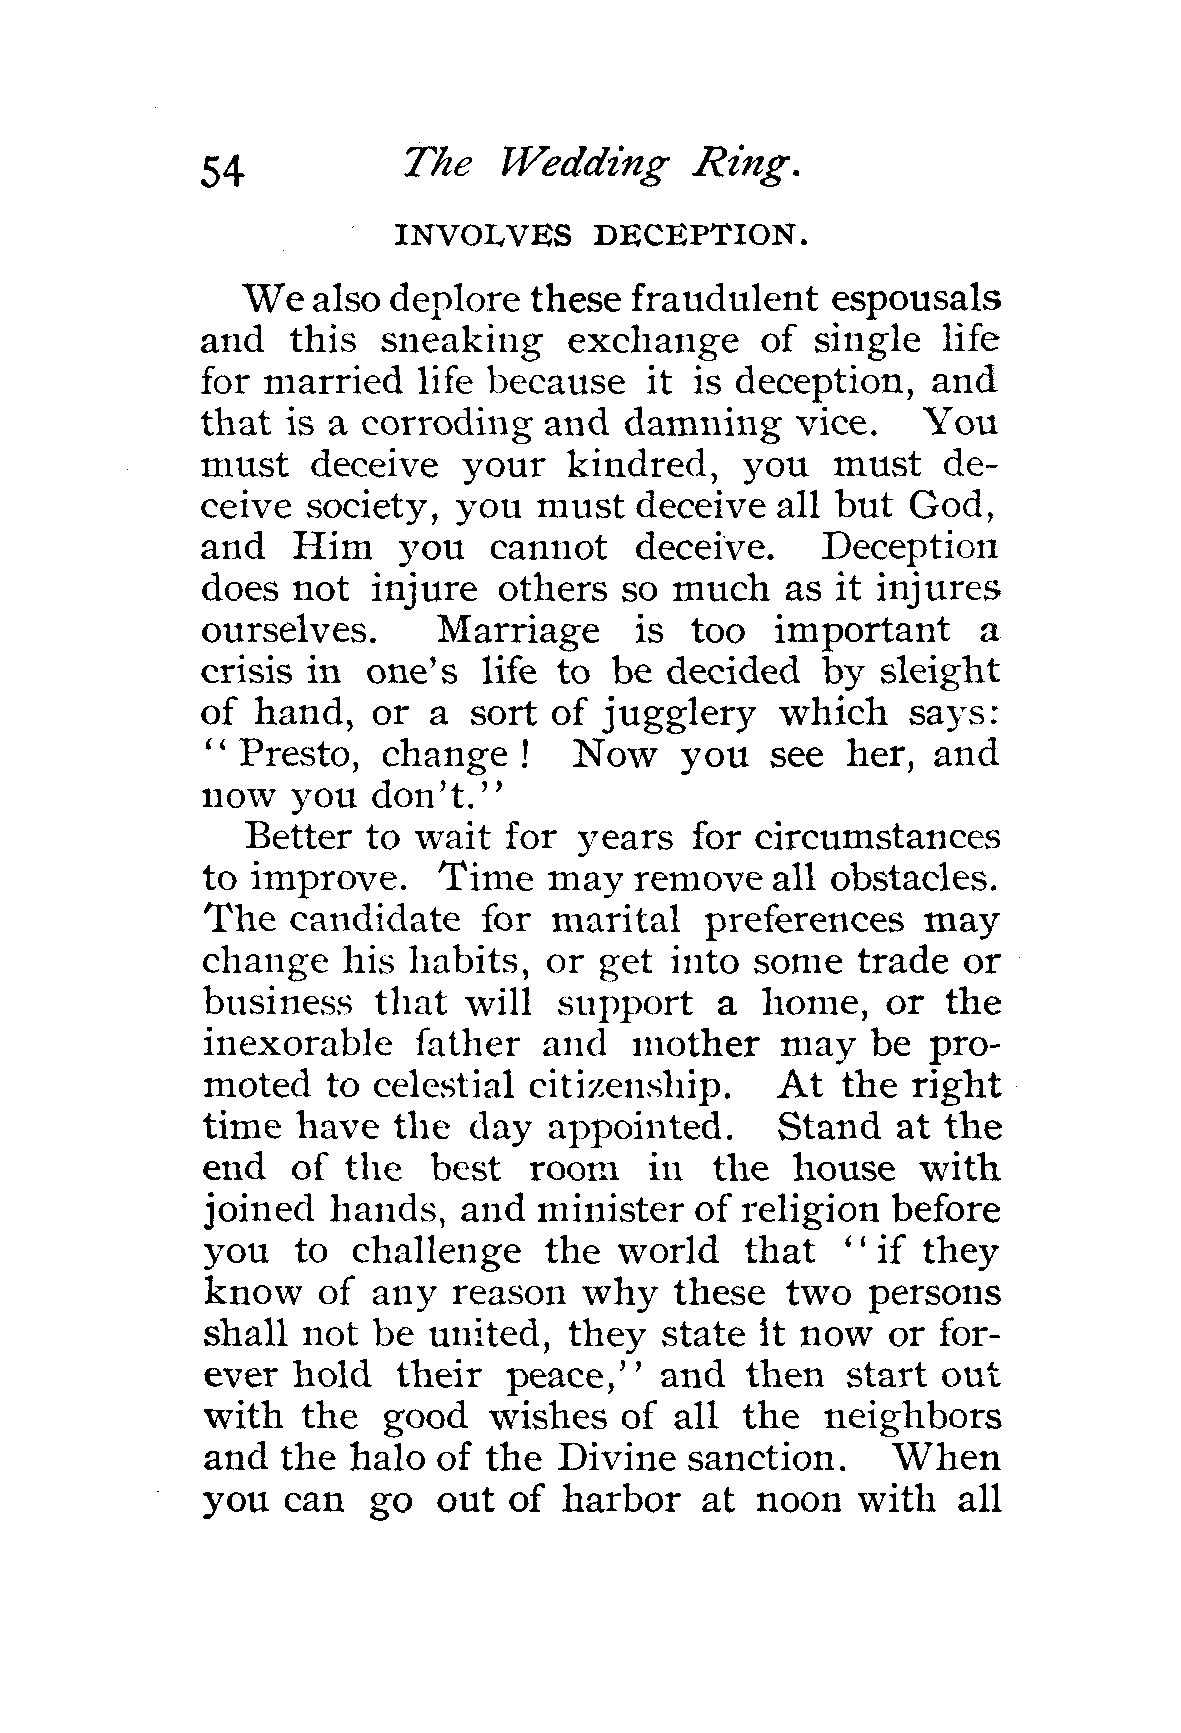 54 The Wedding Ring.
INVOLVES DECEPTION.
We also deplore these fraudulent espousals
and this sneaking exchange of single life
for married life because it is deception, and
that is a corroding and damning vice. You
must deceive your kindred, you must de-
ceive society, you must deceive all but God,
and Him you cannot deceive. Deception
does not injure others so much as it injures
ourselves. Marriage is too important a
crisis in one's life to be decided by sleight
of hand, or a sort of jugglery which says:
"Presto, change! Now you see her, and
now you don't."
Better to wait for years for circumstances
to improve. Time may remove all obstacles.
The candidate for marital preferences may
change his habits, or get into some trade or
business that will support a home, or the
inexorable father and mother may be pro-
moted to celestial citizenship. At the right
time have the day appointed. Stand at the
end of the best room in the house with
joined hands, and minister of religion before
you to challenge the world that "if they
know of any reason why these two persons
shall not be united, they state it now or for-
ever hold their peace," and then start out
with the good wishes of all the neighbors
and the halo of the Divine sanction. When
you can go out of harbor at noon with all